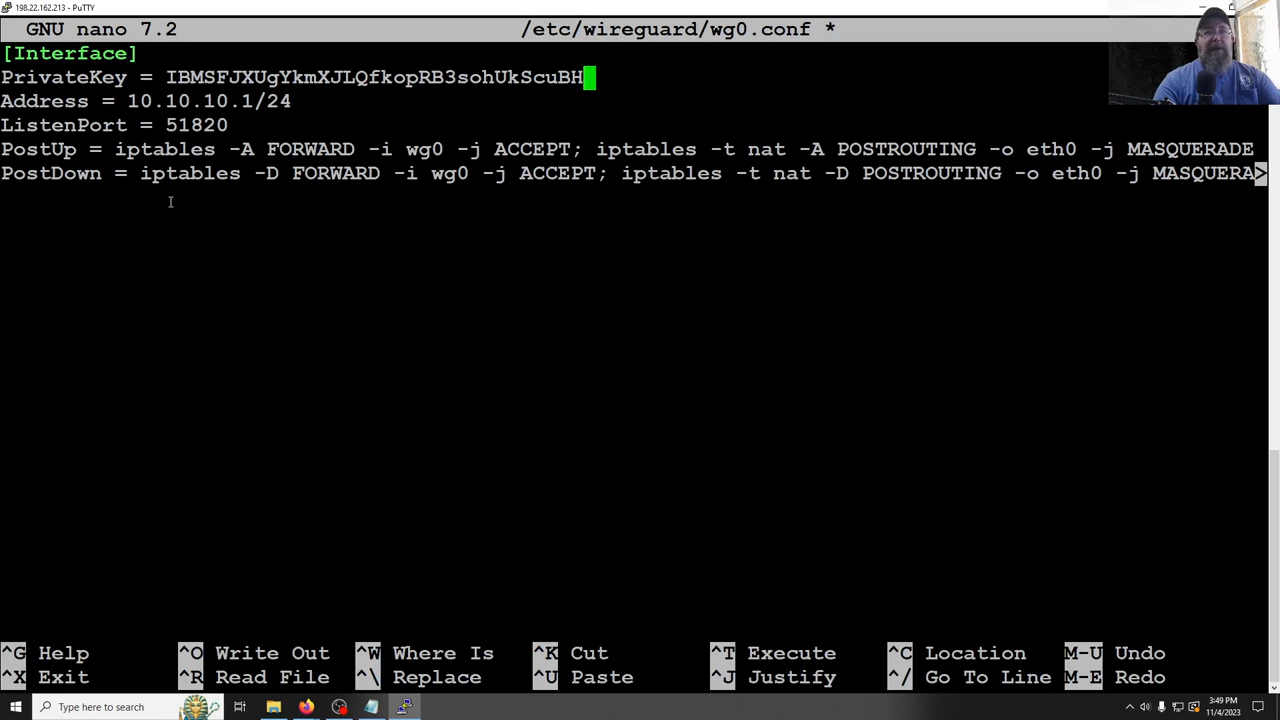 198.22.162.213 - PuTTY
GNU nano 7.2 /etc/wireguard/wg0.conf *
[Interface]
PrivateKey = IBMSFJXUgYkmXJLQfkopRB3sohUkScuBH
Address = 10.10.10.1/24
ListenPort = 51820
PostUp = iptables -A FORWARD -i wg0 -j ACCEPT; iptables -t nat -A POSTROUTING -o eth0 -j MASQUERADE
PostDown = iptables -D FORWARD -i wg0 -j ACCEPT; iptables -t nat -D POSTROUTING -o eth0 -j MASQUERA>
^G Help ^O Write Out ^W Where Is ^K Cut ^T Execute ^C Location M-U Undo
^X Exit ^R Read File ^\ Replace ^U Paste ^J Justify ^/ Go To Line M-E Redo
Type here to search
3:49 PM
11/4/2023